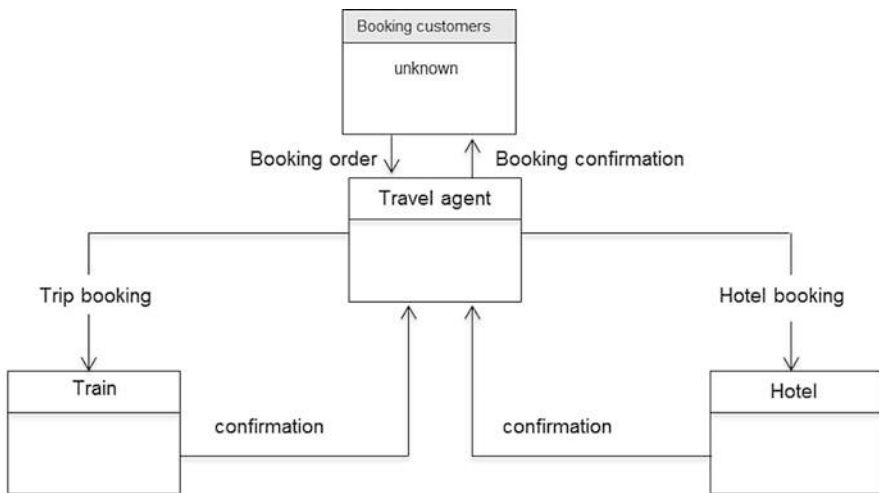 Booking customers
unknown
Booking order
Booking confirmation
Travel agent
Trip booking
Hotel booking
Train
Hotel
confirmation
confirmation